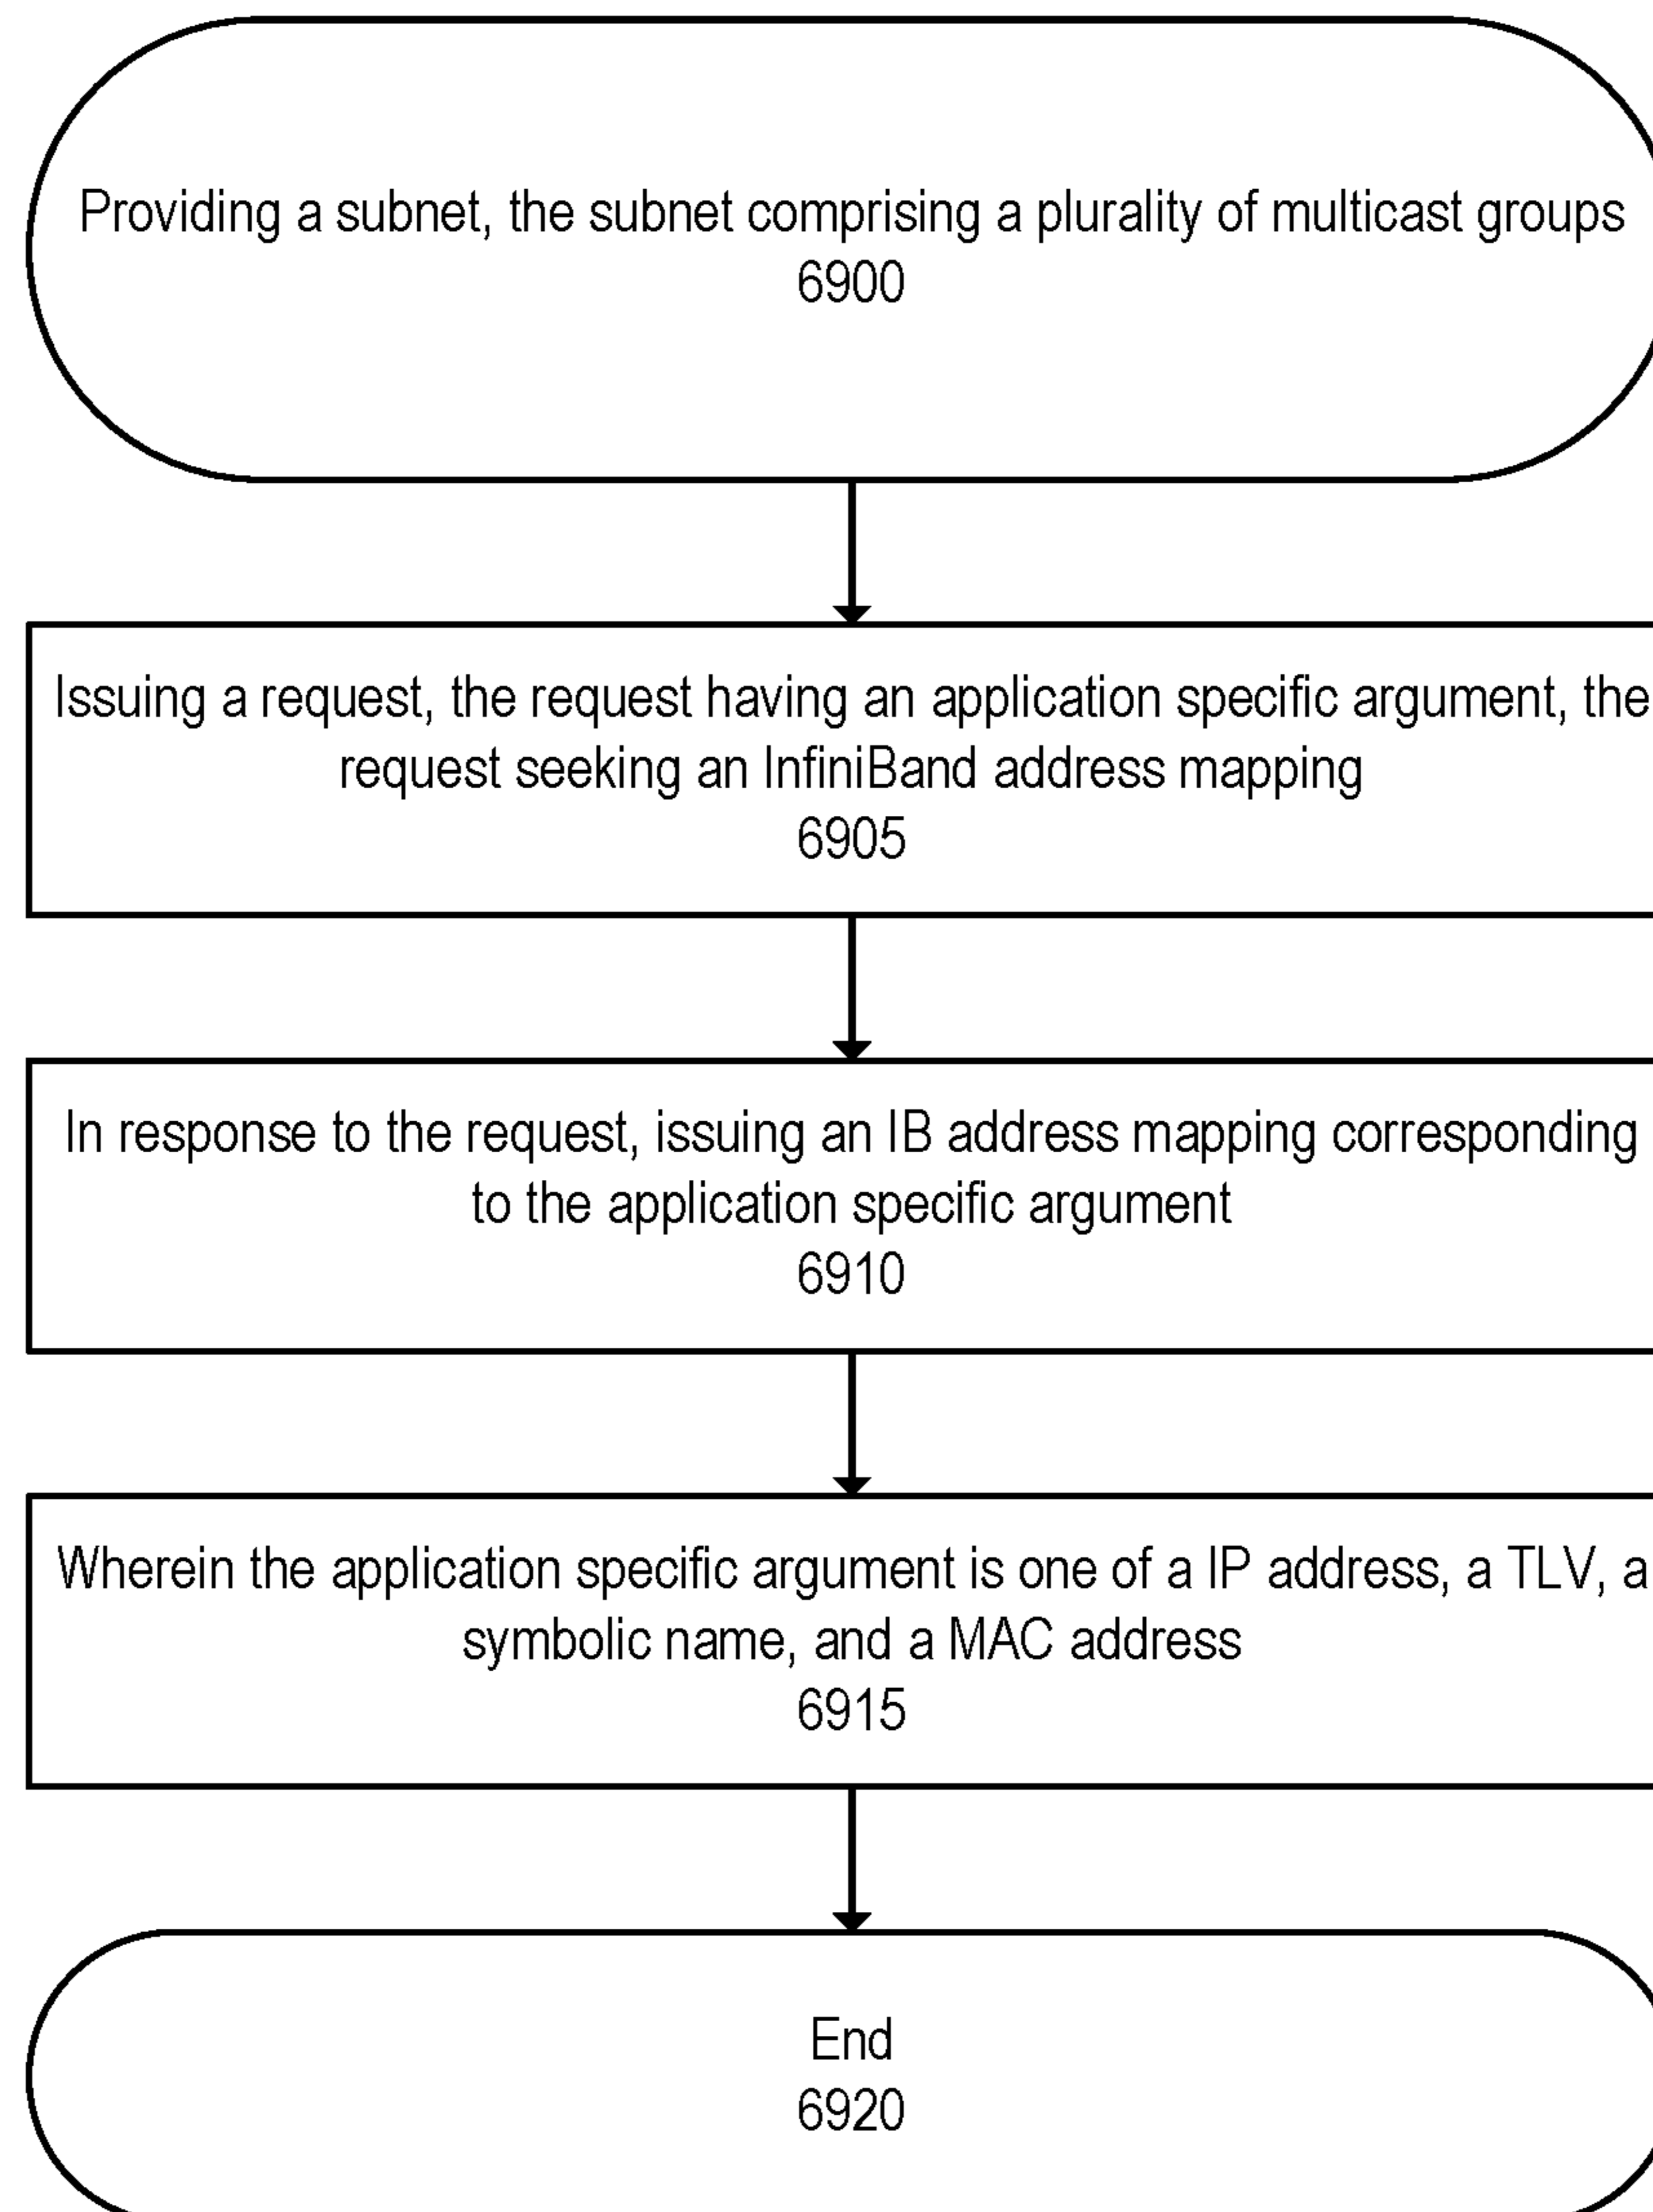 Providing a subnet, the subnet comprising a plurality of multicast groups
6900
Issuing a request, the request having an application specific argument, the
request seeking an InfiniBand address mapping
6905
In response to the request, issuing an IB address mapping corresponding
to the application specific argument
6910
Wherein the application specific argument is one of a IP address, a TLV, a
symbolic name, and a MAC address
6915
End
6920